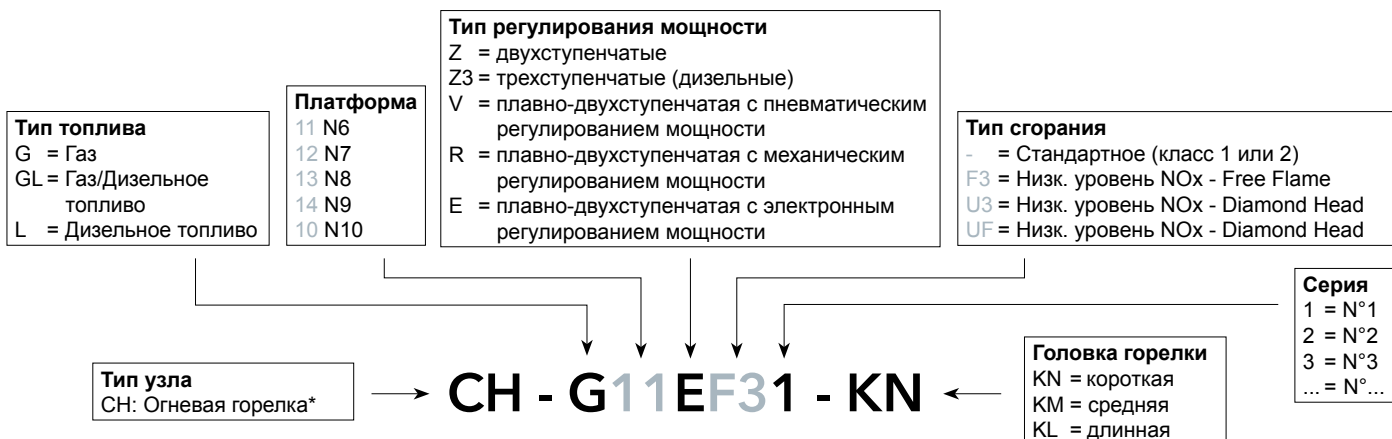 Тип регулирования мощности
Z = двухступенчатые
Z3 = трехступенчатые (дизельные)
V = плавно-двухступенчатая с пневматическим
регулированием мощности
R = плавно-двухступенчатая с механическим
регулированием мощности
E = плавно-двухступенчатая с электронным
регулированием мощности
Платформа
11 N6
12 N7
13 N8
14 N9
10 N10
Тип топлива
G = Газ
GL = Газ/Дизельное
топливо
L = Дизельное топливо
Тип сгорания
- = Стандартное (класс 1 или 2)
F3 = Низк. уровень NOx - Free Flame
U3 = Низк. уровень NOx - Diamond Head
UF = Низк. уровень NOx - Diamond Head
Серия
1 = N°1
2 = N°2
3 = N°3
... = N°...
Тип узла
CH: Огневая горелка*
CH - G11EF31 - KN
Головка горелки
KN = короткая
KM = средняя
KL = длинная